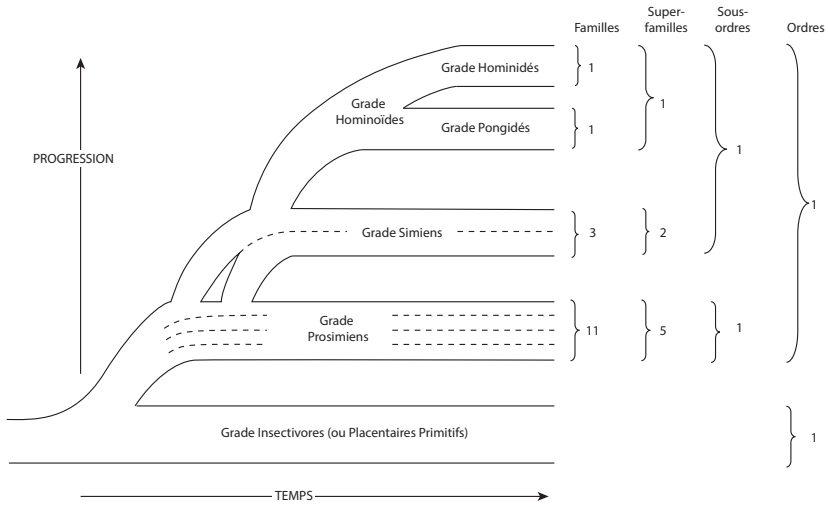 Familles
Super-
familles
Sous-
ordres
Ordres
Grade Hominidés
1
Grade
Hominoïdes
1
Grade Pongidés
1
PROGRESSION
1
1
Grade Simiens
3
2
Grade
Prosimiens
11
5
1
Grade Insectivores (ou Placentaires Primitifs)
1
TEMPS